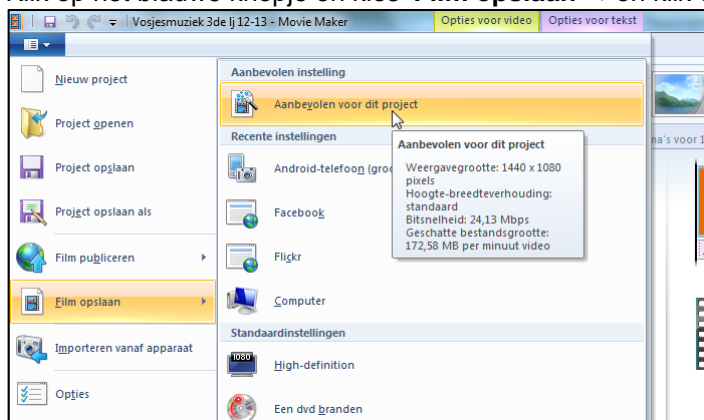 Klik op het blauwe knopje en kies 'Film opslaan'
Vosjesmuziek 3de lj 12-13 - Movie Maker
Opties voor video
Opties voor tekst
Nieuw project
Project openen
Project opslaan
Project opslaan als
Film publiceren
Film opslaan
Importeren vanaf apparaat
Opties
Aanbevolen instelling
Aanbevolen voor dit project
Recente instellingen
Android-telefoon (groo
Facebook
Flickr
Computer
Standaardinstellingen
High-definition
1080
Een dvd branden
Aanbevolen voor dit project
Weergavegrootte: 1440 x 1080
pixels
Hoogte-breedteverhouding:
standaard
Bitsnelheid: 24,13 Mbps
Geschatte bestandsgrootte:
172,58 MB per minuut video
na's voor 1